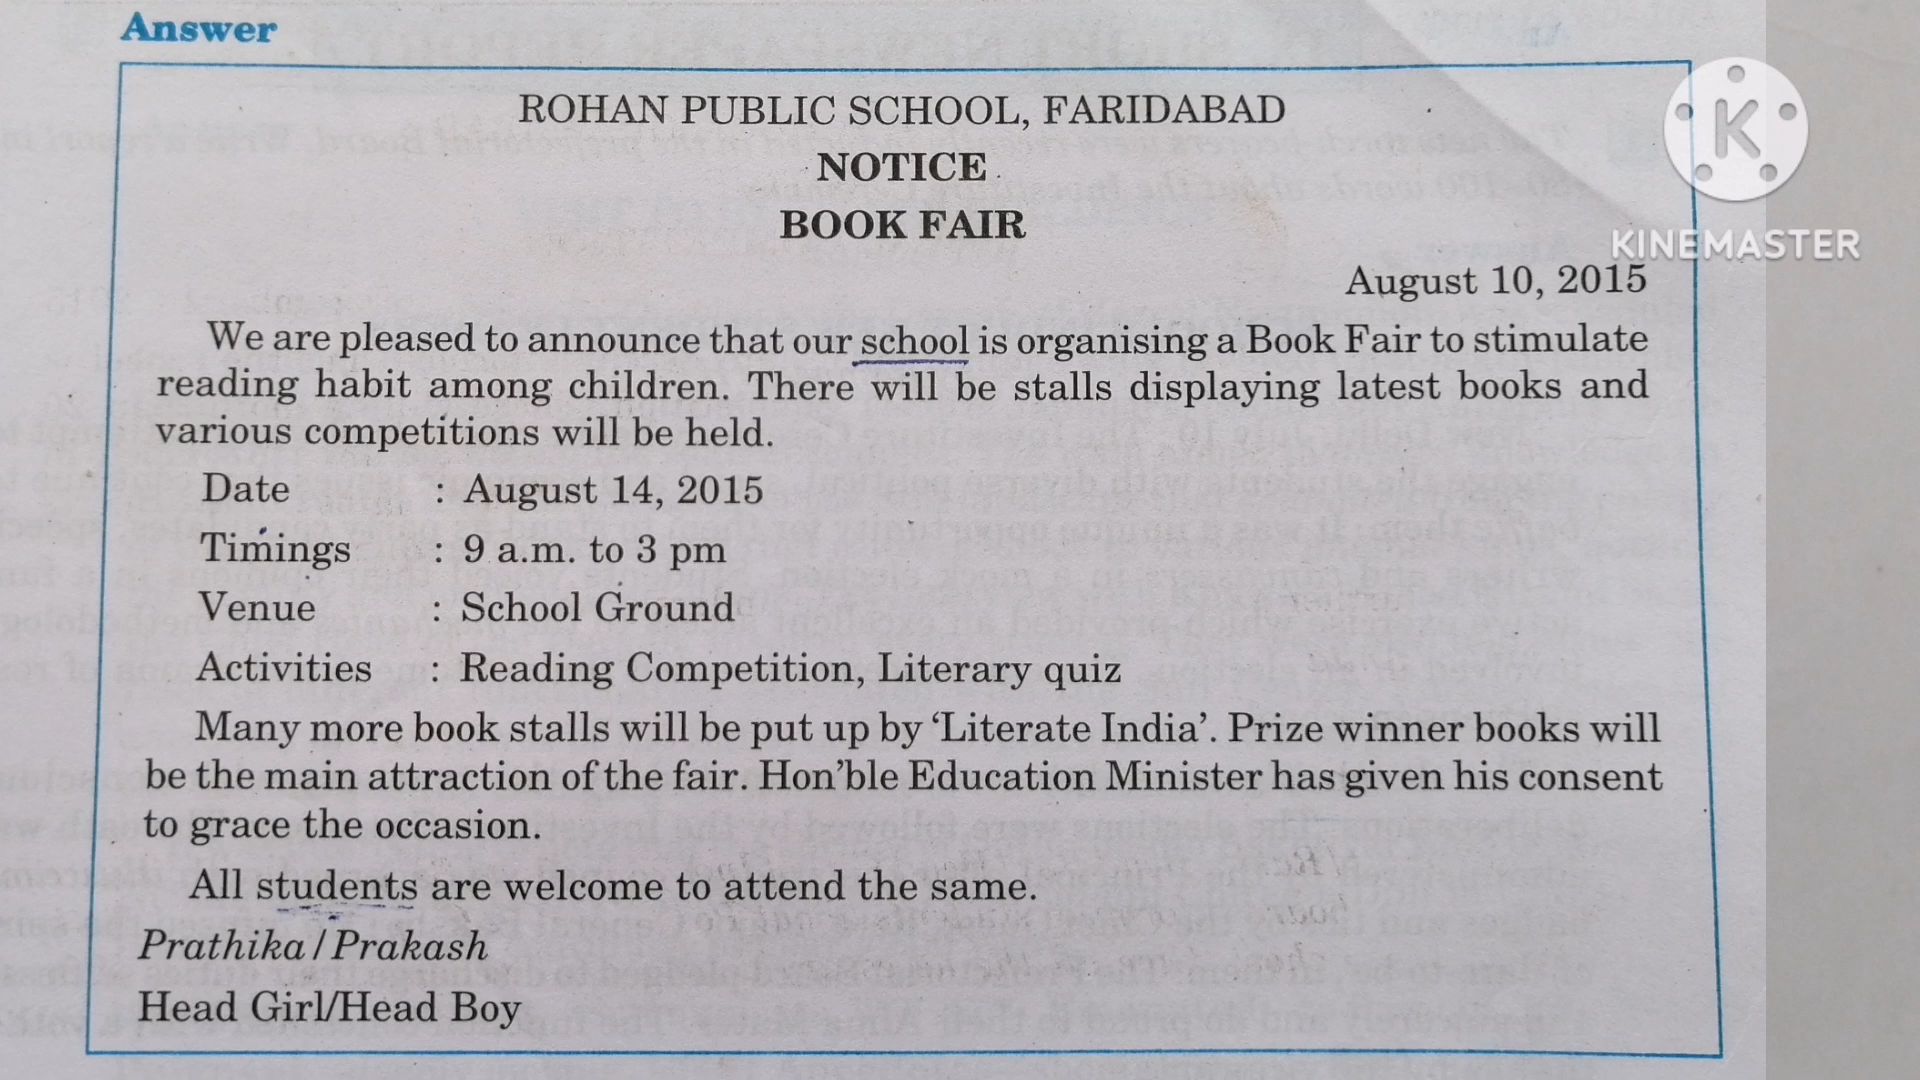 Answer
ROHAN PUBLIC SCHOOL, FARIDABAD
NOTICE
BOOK FAIR
August 10, 2015
We are pleased to announce that our school is organising a Book Fair to stimulate
reading habit among children. There will be stalls displaying latest books and
various competitions will be held.
Date : August 14, 2015
Timings : 9 a.m. to 3 pm
Venue : School Ground
Activities : Reading Competition, Literary quiz
Many more book stalls will be put up by ‘Literate India’. Prize winner books will
be the main attraction of the fair. Hon’ble Education Minister has given his consent
to grace the occasion.
All students are welcome to attend the same.
Prathika / Prakash
Head Girl/Head Boy
K
KINEMASTER